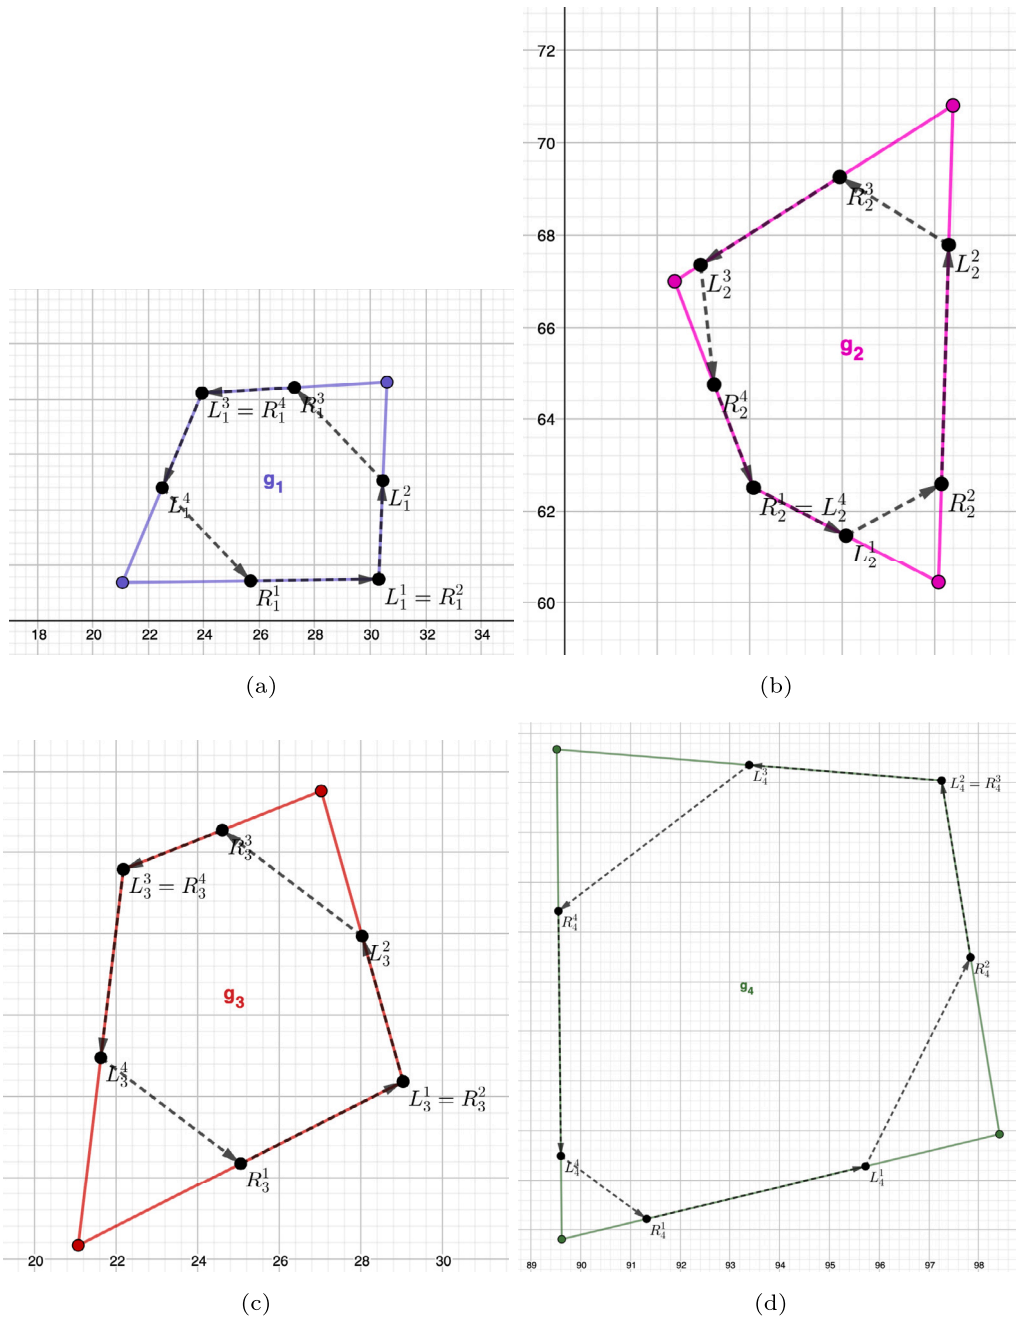 72
70
68
66
64
62
60
R_2^3
L_2^2
L_2^3
g_2
R_2^4
R_2^1 = L_2^4
R_2^2
L_2^1
L_1^3 = R_1^4
R_1^3
g_1
L_1^2
L_1^4
R_1^1
L_1^1 = R_1^2
18 20 22 24 26 28 30 32 34
(a) (b)
R_3^3
L_3^3 = R_3^4
L_3^2
g_3
L_3^4
L_3^1 = R_3^2
R_3^1
20 22 24 26 28 30
L_4^3
L_4^2 = R_4^3
R_4^4
R_4^2
g_4
L_4^4
L_4^1
R_4^1
89 90 91 92 93 94 95 96 97 98
(c) (d)